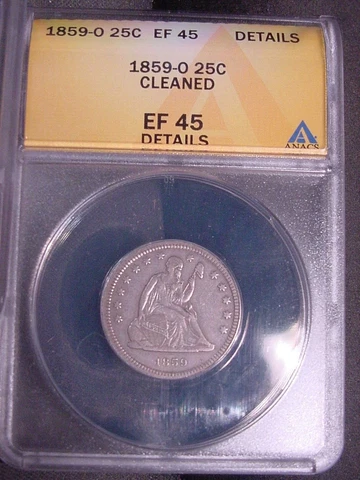 1859-O 25C EF 45 DETAILS
1859-O 25C
CLEANED
EF 45
DETAILS
ANACS
1859